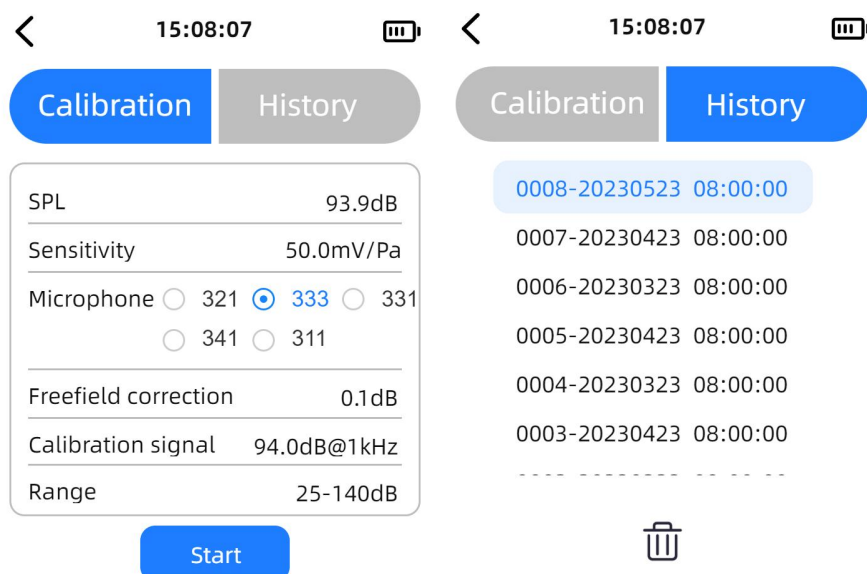 15:08:07
Calibration History
SPL 93.9dB
Sensitivity 50.0mV/Pa
Microphone 321 333 331
341 311
Freefield correction 0.1dB
Calibration signal 94.0dB@1kHz
Range 25-140dB
Start
15:08:07
Calibration History
0008-20230523 08:00:00
0007-20230423 08:00:00
0006-20230323 08:00:00
0005-20230423 08:00:00
0004-20230323 08:00:00
0003-20230423 08:00:00